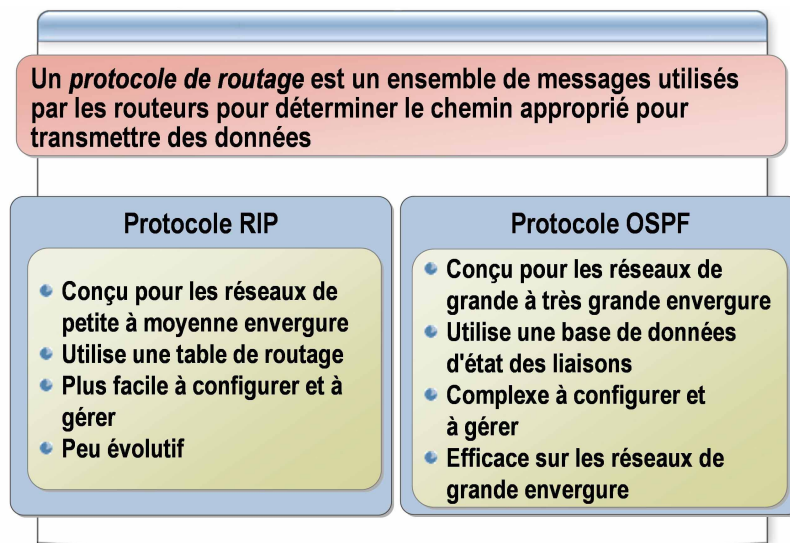 Un protocole de routage est un ensemble de messages utilisés
par les routeurs pour déterminer le chemin approprié pour
transmettre des données
Protocole RIP
Conçu pour les réseaux de
petite à moyenne envergure
Utilise une table de routage
Plus facile à configurer et à
gérer
Peu évolutif
Protocole OSPF
Conçu pour les réseaux de
grande à très grande envergure
Utilise une base de données
d'état des liaisons
Complexe à configurer et
à gérer
Efficace sur les réseaux de
grande envergure